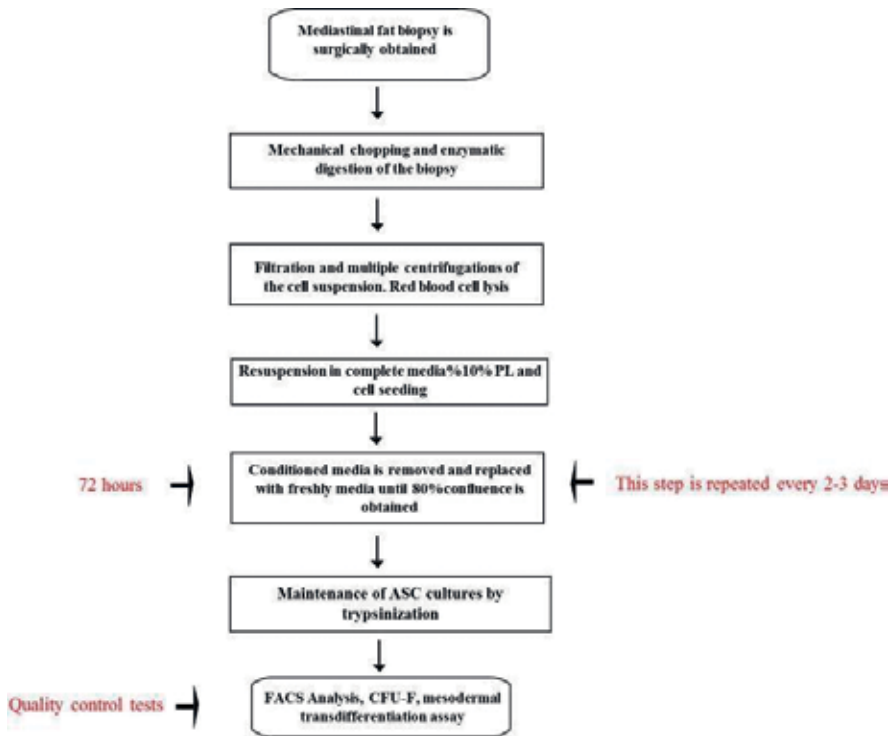 Mediastinal fat biopsy is
surgically obtained
Mechanical chopping and enzymatic
digestion of the biopsy
Filtration and multiple centrifugations of
the cell suspension. Red blood cell lysis
Resuspension in complete media%10% PL and
cell seeding
72 hours
Conditioned media is removed and replaced
with freshly media until 80%confluence is
obtained
This step is repeated every 2-3 days
Maintenance of ASC cultures by
trypsinization
Quality control tests
FACS Analysis, CFU-F, mesodermal
transdifferentiation assay